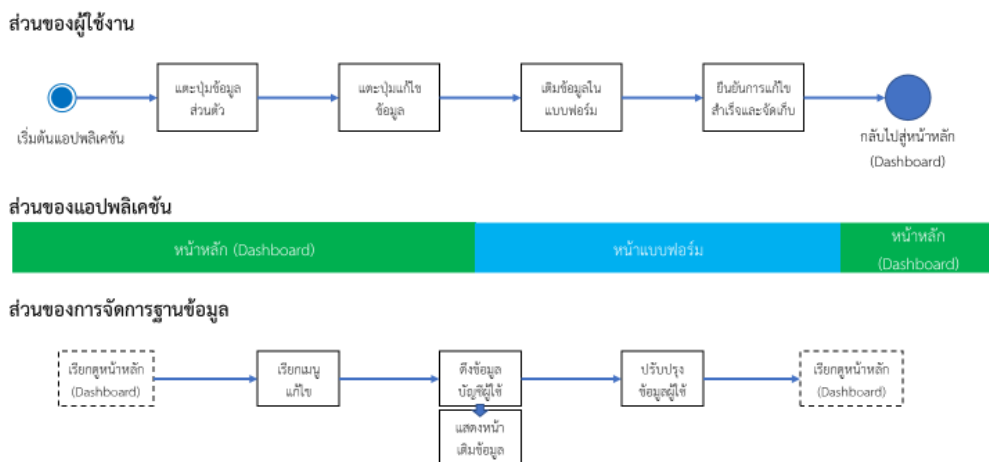 ส่วนของผู้ใช้งาน
แตะปุ่มข้อมูล
ส่วนตัว
แตะปุ่มแก้ไข
ข้อมูล
เติมข้อมูลใน
แบบฟอร์ม
ยืนยันการแก้ไข
สำเร็จและจัดเก็บ
เริ่มต้นแอปพลิเคชัน
กลับไปสู่หน้าหลัก
(Dashboard)
ส่วนของแอปพลิเคชัน
หน้าหลัก (Dashboard)
หน้าแบบฟอร์ม
หน้าหลัก
(Dashboard)
ส่วนของการจัดการฐานข้อมูล
เรียกดูหน้าหลัก
(Dashboard)
เรียกเมนู
แก้ไข
ดึงข้อมูล
บัญชีผู้ใช้
แสดงหน้า
เติมข้อมูล
ปรับปรุง
ข้อมูลผู้ใช้
เรียกดูหน้าหลัก
(Dashboard)